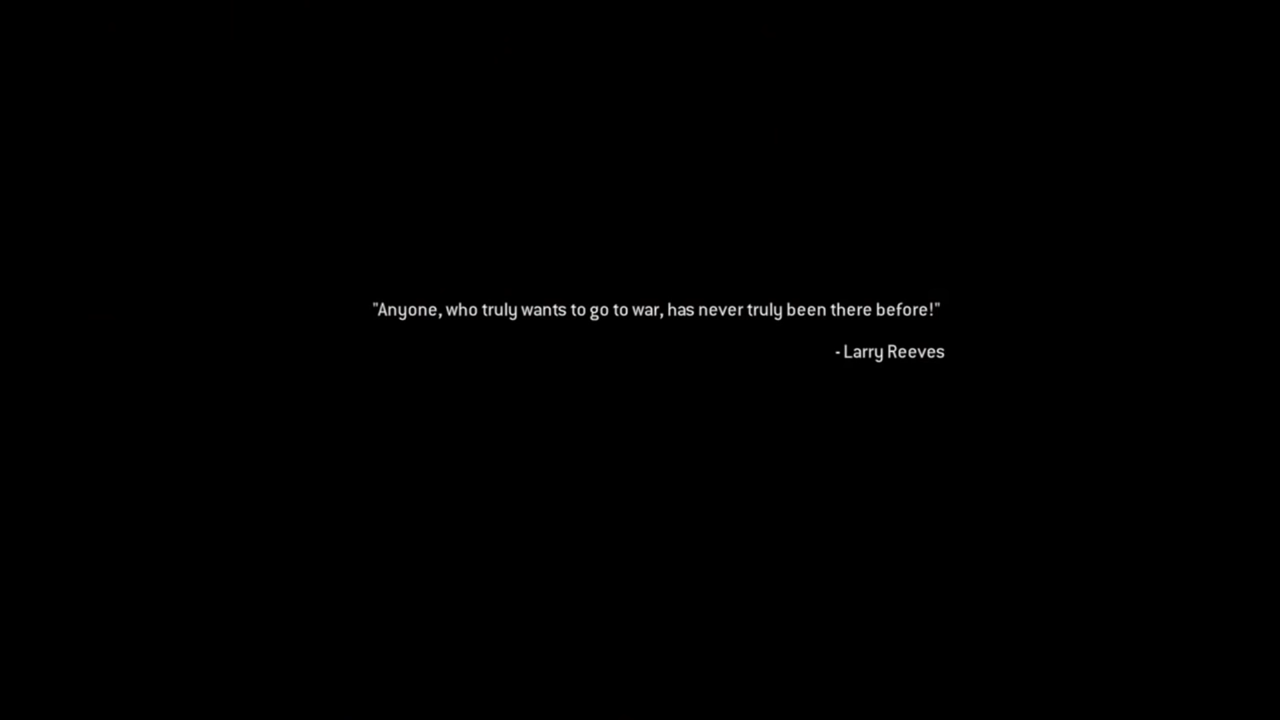 "Anyone, who truly wants to go to war, has never truly been there before!"
- Larry Reeves